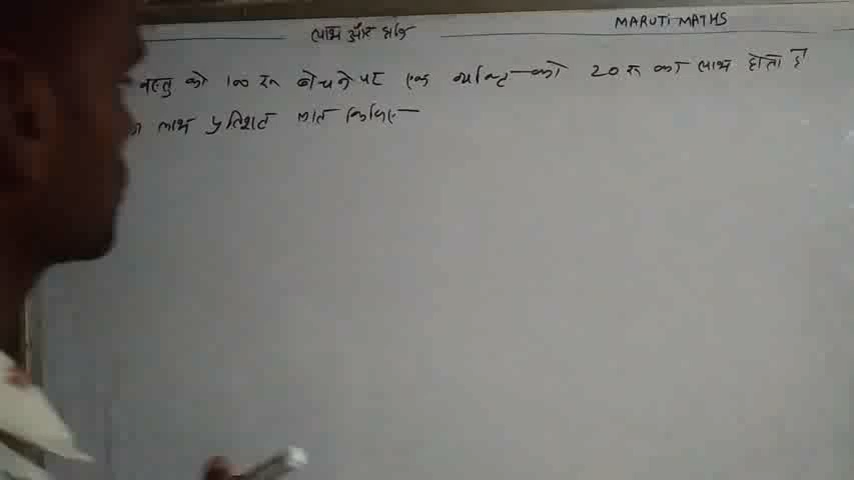 लाभ और हानि
MARUTI MATHS
वस्तु को 100 रू बेचने पर एक व्यक्ति को 20 रू का लाभ होता है
लाभ प्रतिशत ज्ञात किजिए